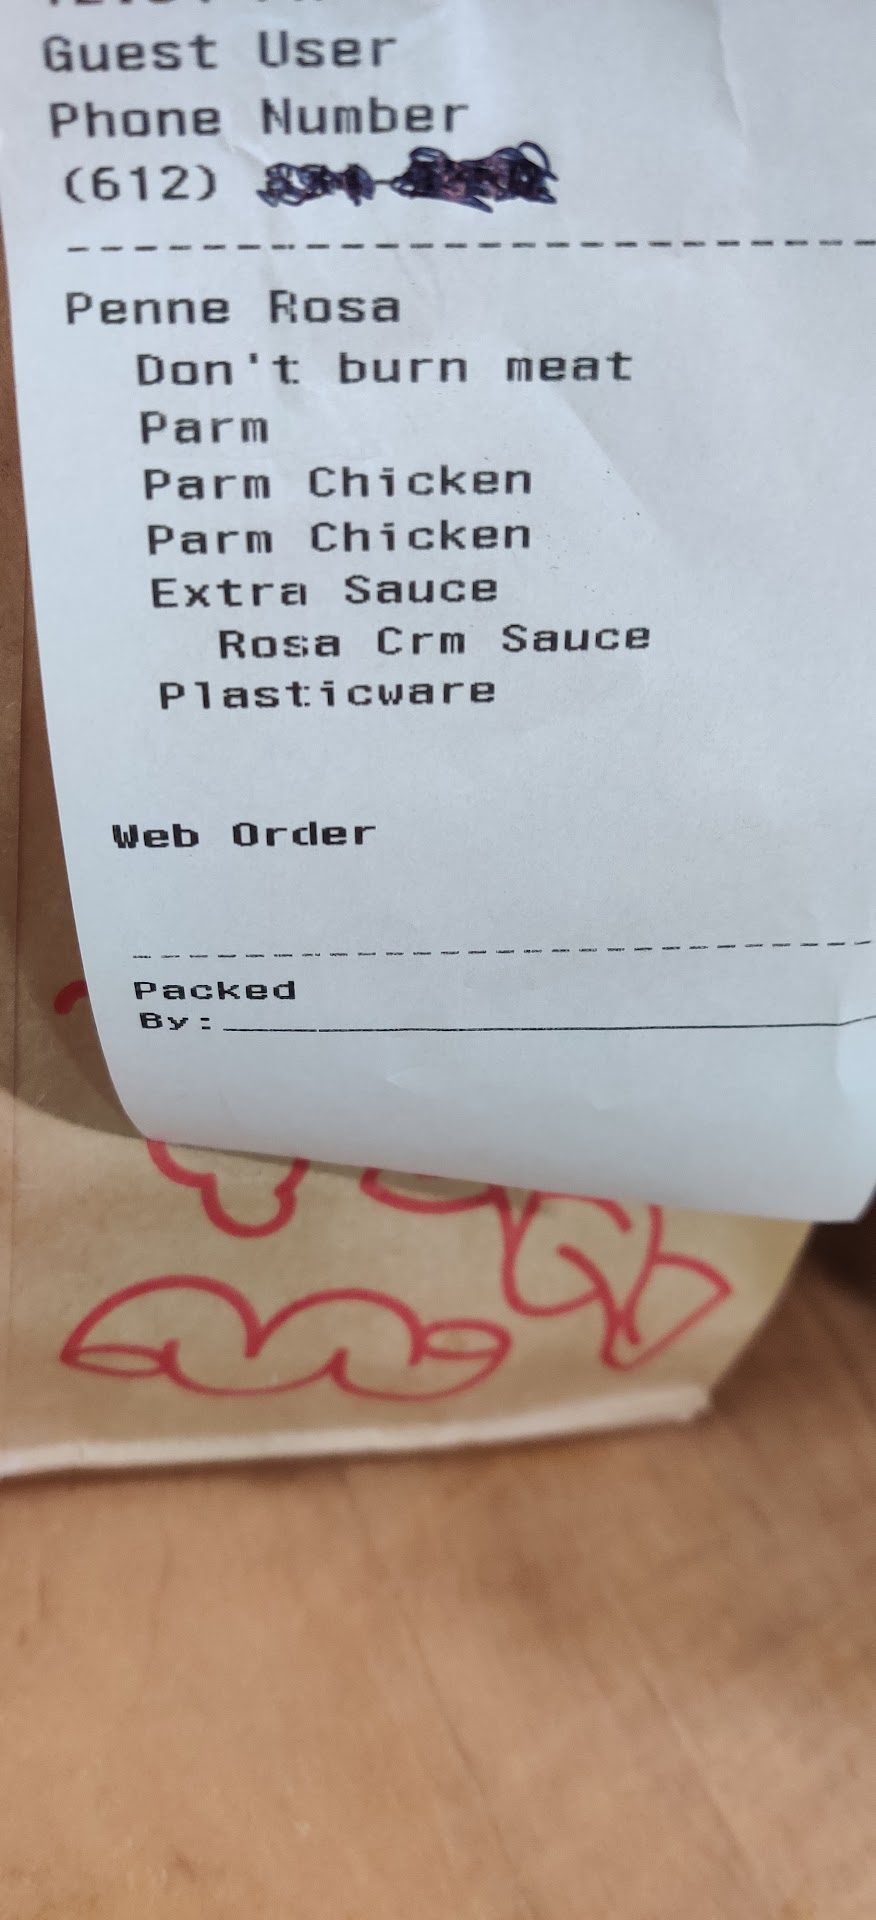 Guest User
Phone Number
(612)
Penne Rosa
Don't burn meat
Parm
Parm Chicken
Parm Chicken
Extra Sauce
Rosa Crm Sauce
Plasticware
Web Order
Packed
By: